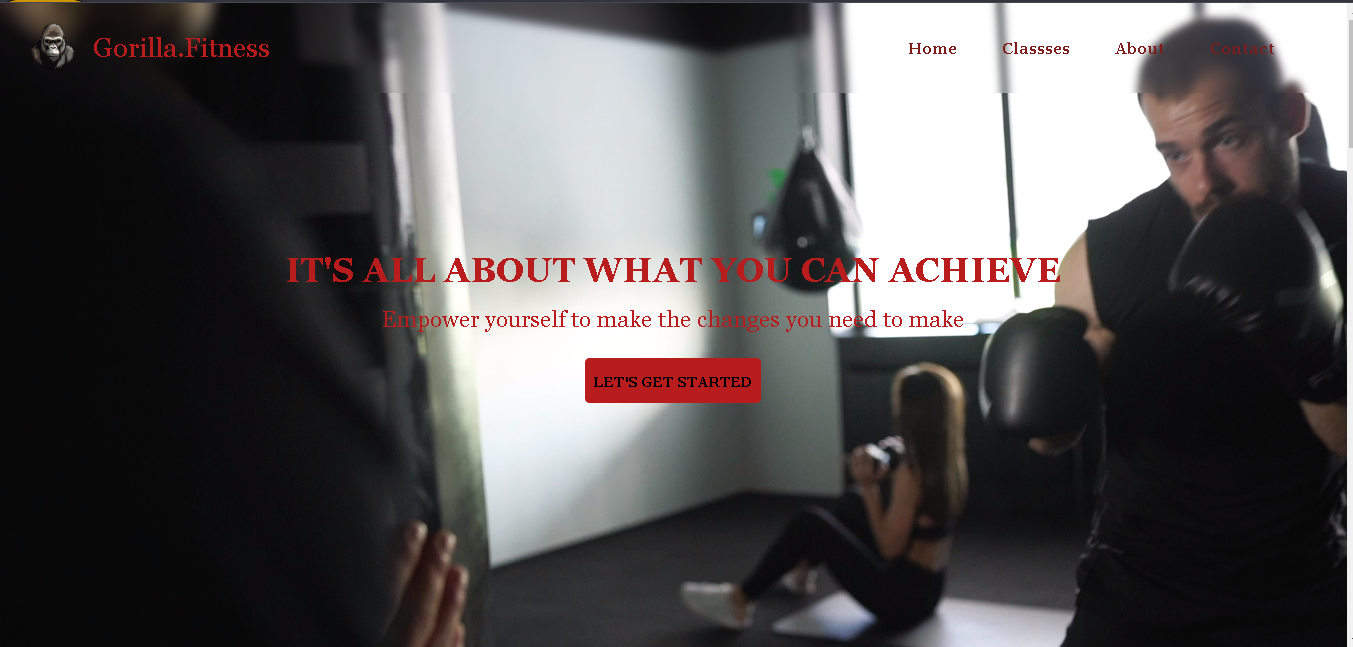 Gorilla.Fitness
Home Classses About Contact
IT'S ALL ABOUT WHAT YOU CAN ACHIEVE
Empower yourself to make the changes you need to make
LET'S GET STARTED